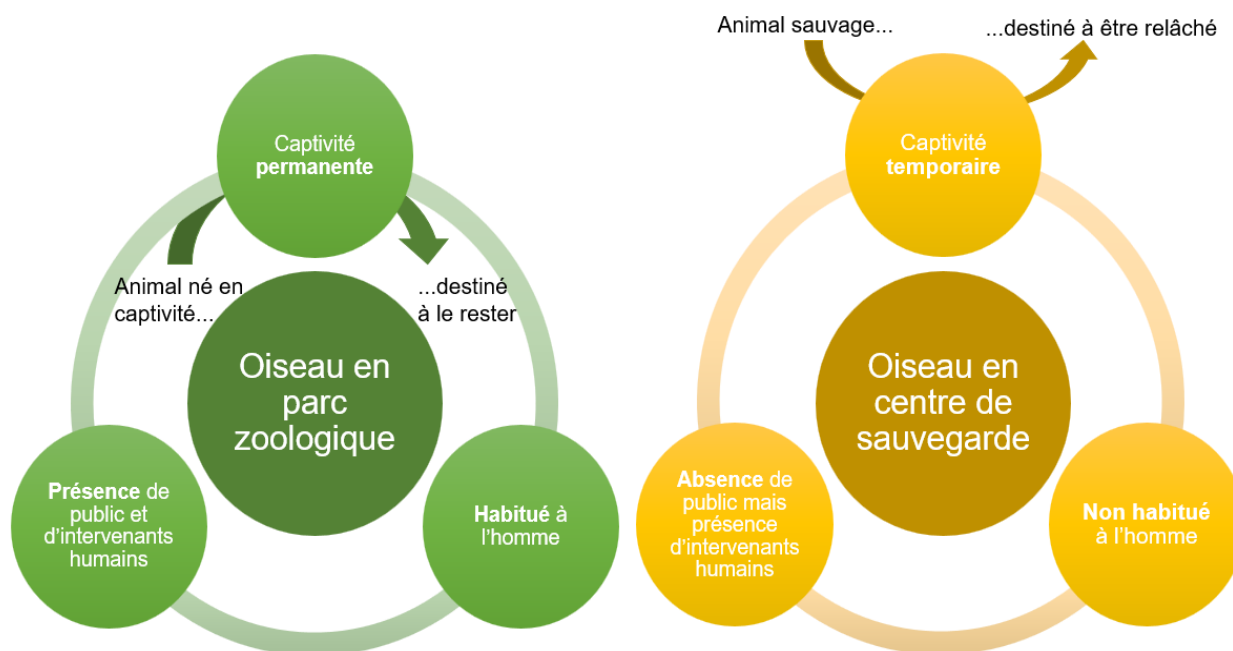 Captivité
permanente
Animal né en
captivité...
...destiné
à le rester
Oiseau en
parc
zoologique
Présence de
public et
d'intervenants
humains
Habitué à
l'homme
Animal sauvage...
...destiné à être relâché
Captivité
temporaire
Oiseau en
centre de
sauvegarde
Absence de
public mais
présence
d'intervenants
humains
Non habitué
à l'homme